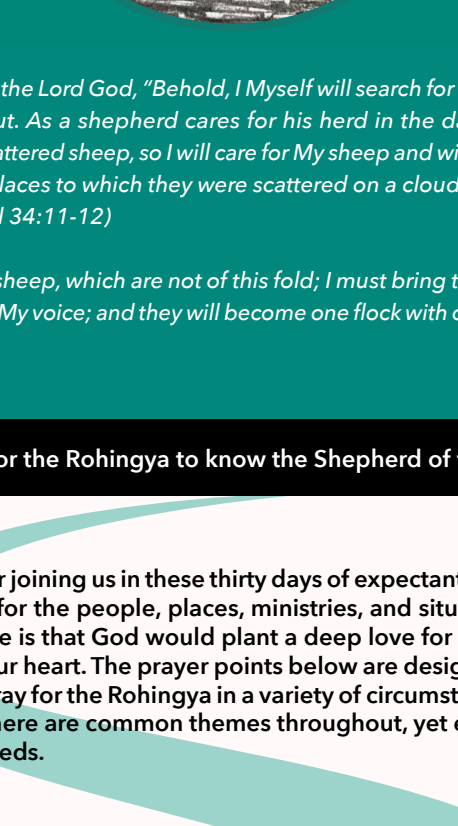 the Lord God, “Behold, I Myself will search for
ut. As a shepherd cares for his herd in the d
attered sheep, so I will care for My sheep and wi
laces to which they were scattered on a cloud
l 34:11-12)
sheep, which are not of this fold; I must bring t
My voice; and they will become one flock with
or the Rohingya to know the Shepherd of
r joining us in these thirty days of expectant
for the people, places, ministries, and situ
e is that God would plant a deep love for
ur heart. The prayer points below are desig
ray for the Rohingya in a variety of circumst
here are common themes throughout, yet e
eds.